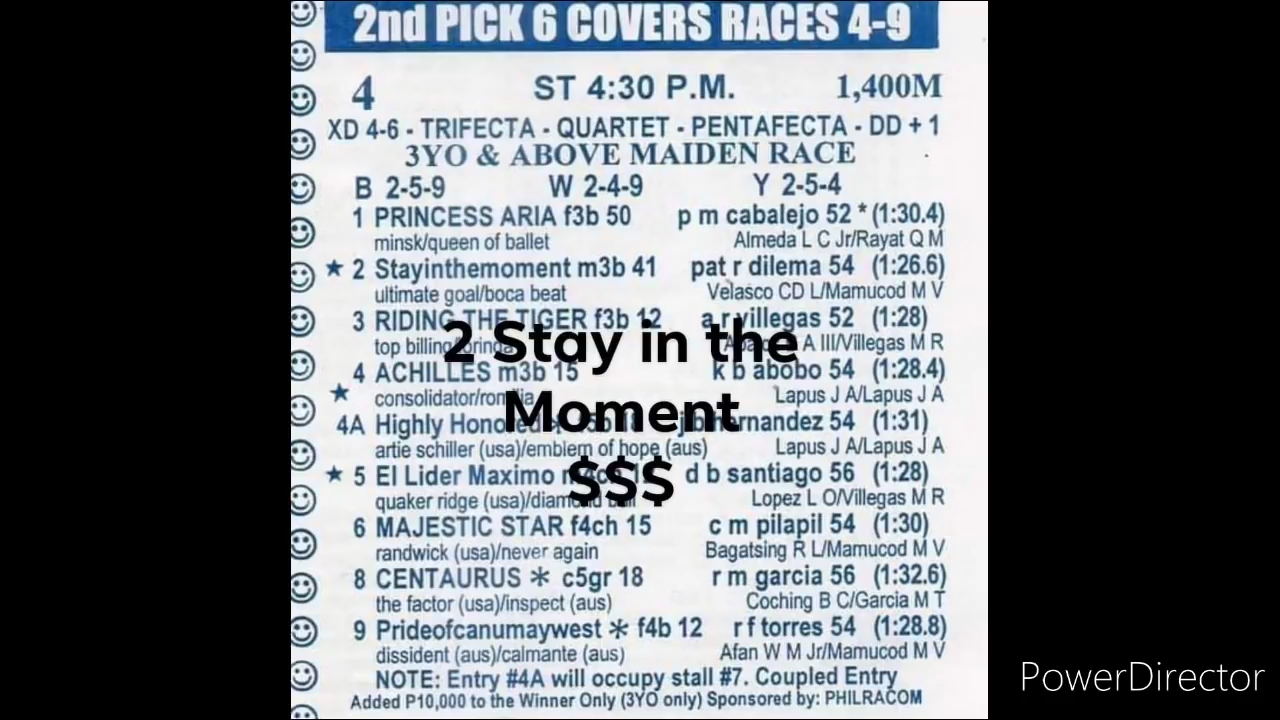 2nd PICK 6 COVERS RACES 4-9
4 ST 4:30 P.M. 1,400M
XD 4-6 - TRIFECTA - QUARTET - PENTAFECTA - DD + 1
3YO & ABOVE MAIDEN RACE
B 2-5-9 W 2-4-9 Y 2-5-4
1 PRINCESS ARIA f3b 50 p m cabalejo 52 * (1:30.4)
minsk/queen of ballet Almeda L C Jr/Rayat Q M
★ 2 Stayinthemoment m3b 41 pat r dilema 54 (1:26.6)
ultimate goal/boca beat Velasco CD L/Mamucod M V
3 RIDING THE TIGER f3b 12 a r villegas 52 (1:28)
top billing A III/Villegas M R
2 Stay in the
4 ACHILLES m3b 15 k b abobo 54 (1:28.4)
★ consolidator/ Lapus J A/Lapus J A
Moment
4A Highly Honored hernandez 54 (1:31)
artie schiller (usa)/emblem of hope (aus) Lapus J A/Lapus J A
★ 5 El Lider Maximo d b santiago 56 (1:28)
$$$
quaker ridge (usa)/ Lopez L O/Villegas M R
6 MAJESTIC STAR f4ch 15 c m pilapil 54 (1:30)
randwick (usa)/never again Bagatsing R L/Mamucod M V
8 CENTAURUS * c5gr 18 r m garcia 56 (1:32.6)
the factor (usa)/inspect (aus) Coching B C/Garcia M T
9 Prideofcanumaywest * f4b 12 r f torres 54 (1:28.8)
dissident (aus)/calmante (aus) Afan W M Jr/Mamucod M V
NOTE: Entry #4A will occupy stall #7. Coupled Entry
Added P10,000 to the Winner Only (3YO only) Sponsored by: PHILRACOM
PowerDirector